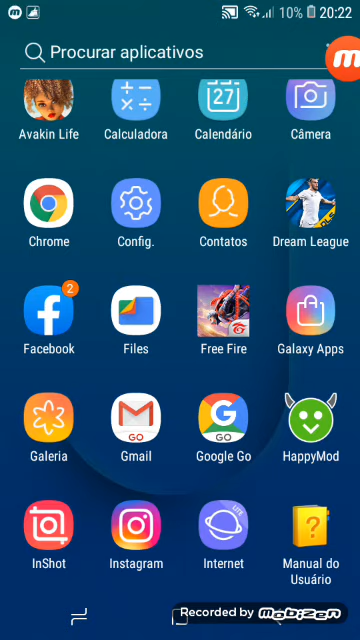 10% 20:22
Procurar aplicativos
Avakin Life
Calculadora
27
Calendário
Câmera
Chrome
Config.
Contatos
DLS
Dream League
2
Facebook
Files
Free Fire
Galaxy Apps
Galeria
GO
Gmail
GO
Google Go
HappyMod
InShot
Instagram
LITE
Internet
?
Manual do
Usuário
Recorded by mobizen